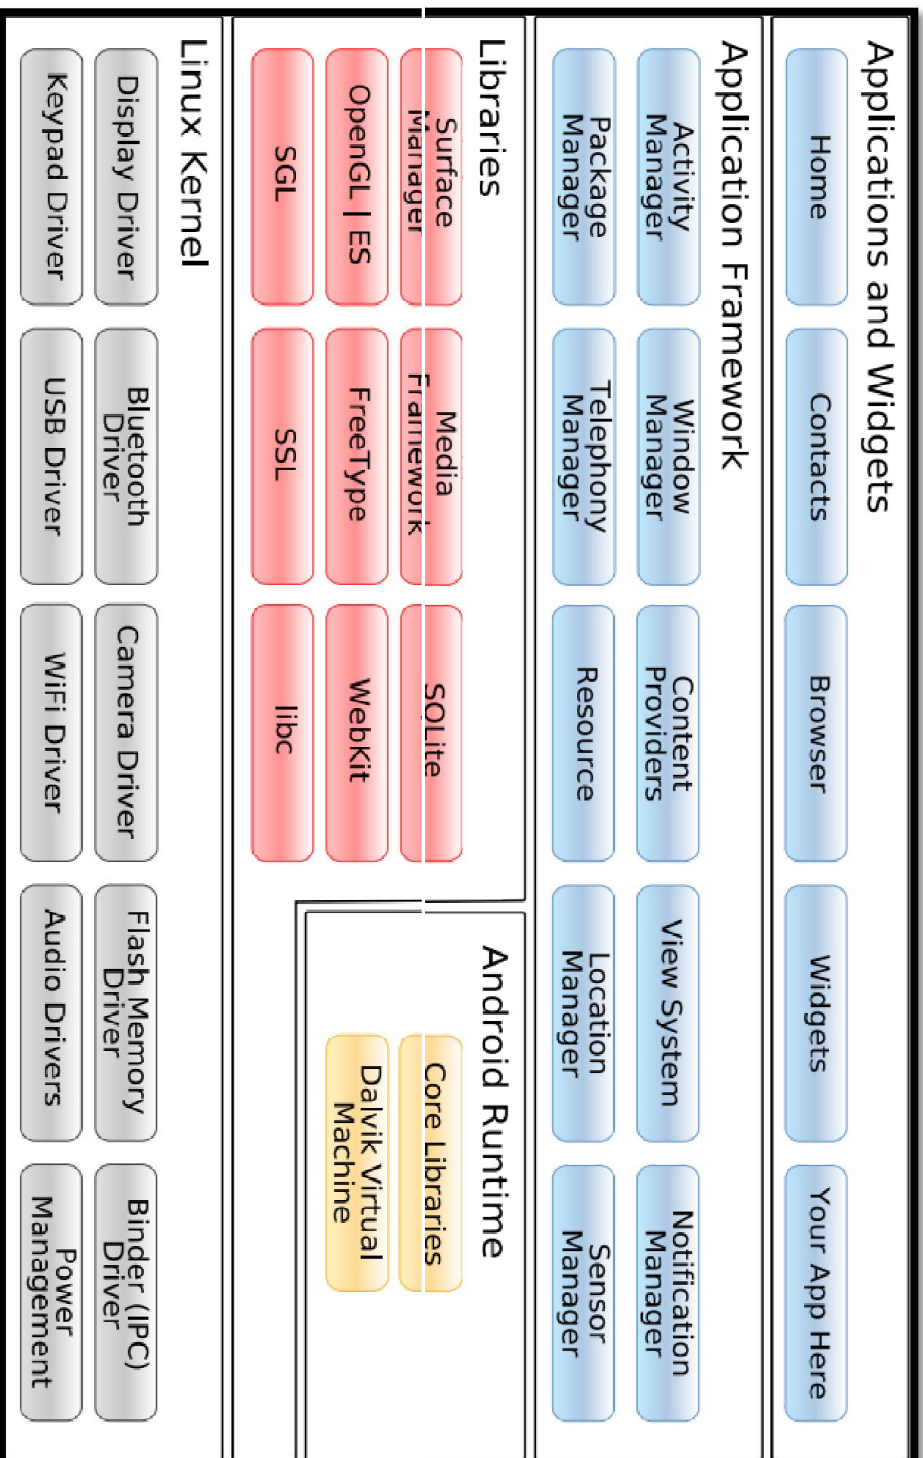 Applications and Widgets
Home
Contacts
Browser
Widgets
Your App Here
Application Framework
Activity
Manager
Window
Manager
Content
Providers
View System
Notification
Manager
Package
Manager
Telephony
Manager
Resource
Location
Manager
Sensor
Manager
Libraries
Surface
Manager
Media
Framework
SQLite
OpenGL | ES
FreeType
WebKit
SGL
SSL
libc
Android Runtime
Core Libraries
Dalvik Virtual
Machine
Linux Kernel
Display Driver
Bluetooth
Driver
Camera Driver
Flash Memory
Driver
Binder (IPC)
Driver
Keypad Driver
USB Driver
WiFi Driver
Audio Drivers
Power
Management